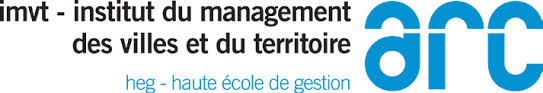 imvt - institut du management
des villes et du territoire
heg - haute école de gestion
arc